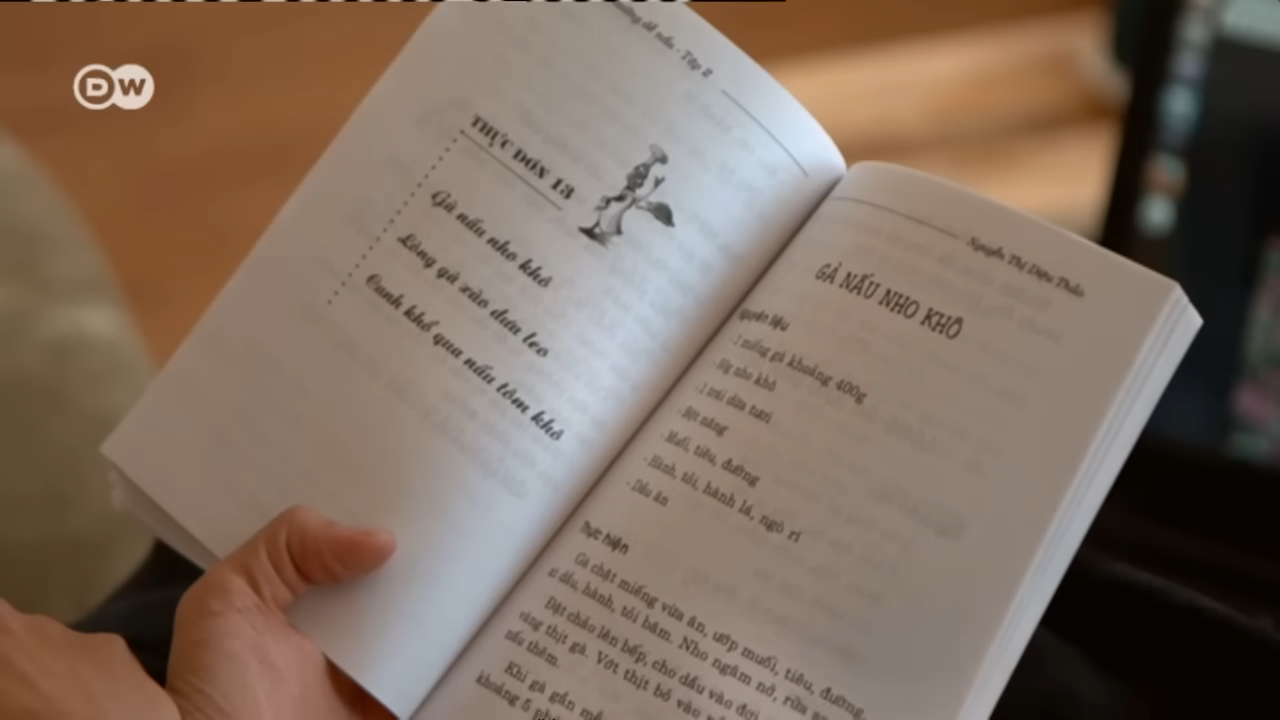 DW
dễ nấu - Tập 2
THỰC ĐƠN 13
Gà nấu nho khô
Lòng gà xào dưa leo
Canh khổ qua nấu tôm khô
Nguyễn Thị Diệu Thảo
GÀ NẤU NHO KHÔ
Nguyên liệu
- 1 miếng gà khoảng 400g
nho khô
- 1 trái dừa tươi
- Bột năng
- Muối, tiêu, đường
- Hành, tỏi, hành lá, ngò rí
- Dầu ăn
Thực hiện
Gà chặt miếng vừa ăn, ướp muối, tiêu, đường,
xì dầu, hành, tỏi băm. Nho ngâm nở, rửa
Đặt chảo lên bếp, cho dầu vào đợi
vàng thịt gà. Vớt thịt bỏ vào
nấu thêm.
Khi gà gần
khoảng 5